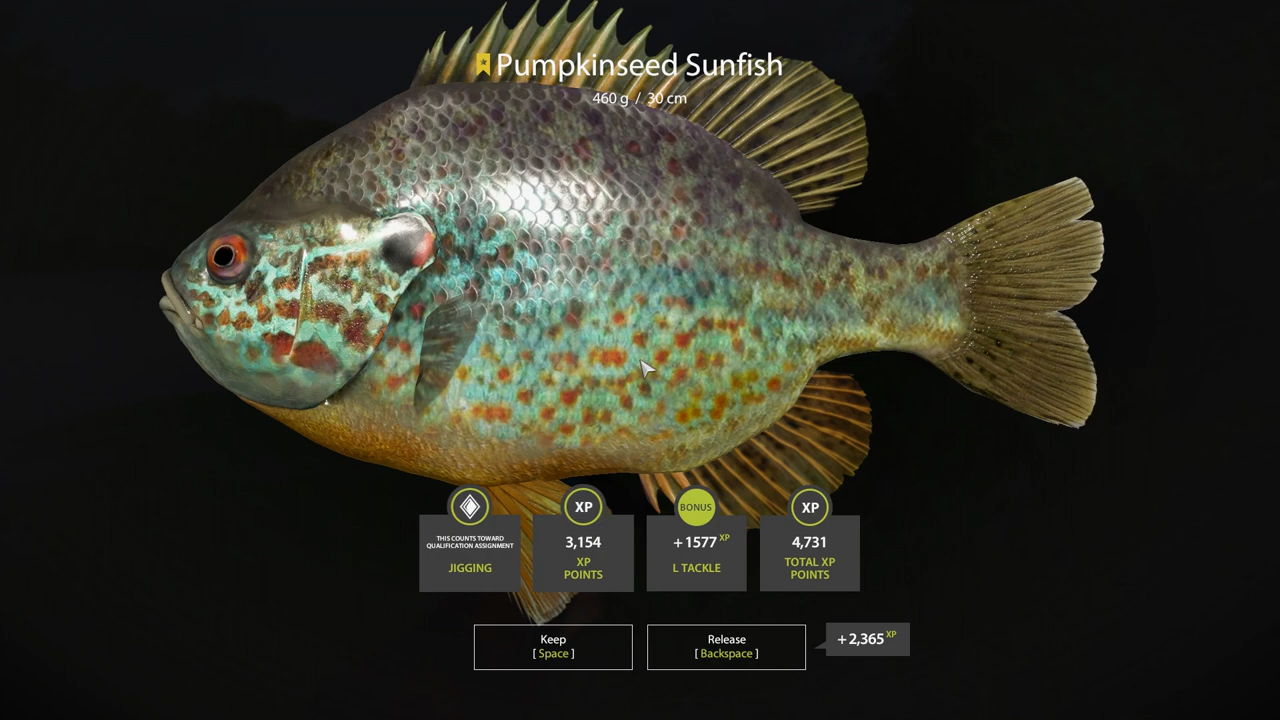 Pumpkinseed Sunfish
460 g / 30 cm
THIS COUNTS TOWARD
QUALIFICATION ASSIGNMENT
JIGGING
XP
3,154
XP
POINTS
BONUS
+1577 XP
L TACKLE
XP
4,731
TOTAL XP
POINTS
Keep
[ Space ]
Release
[ Backspace ]
+2,365 XP